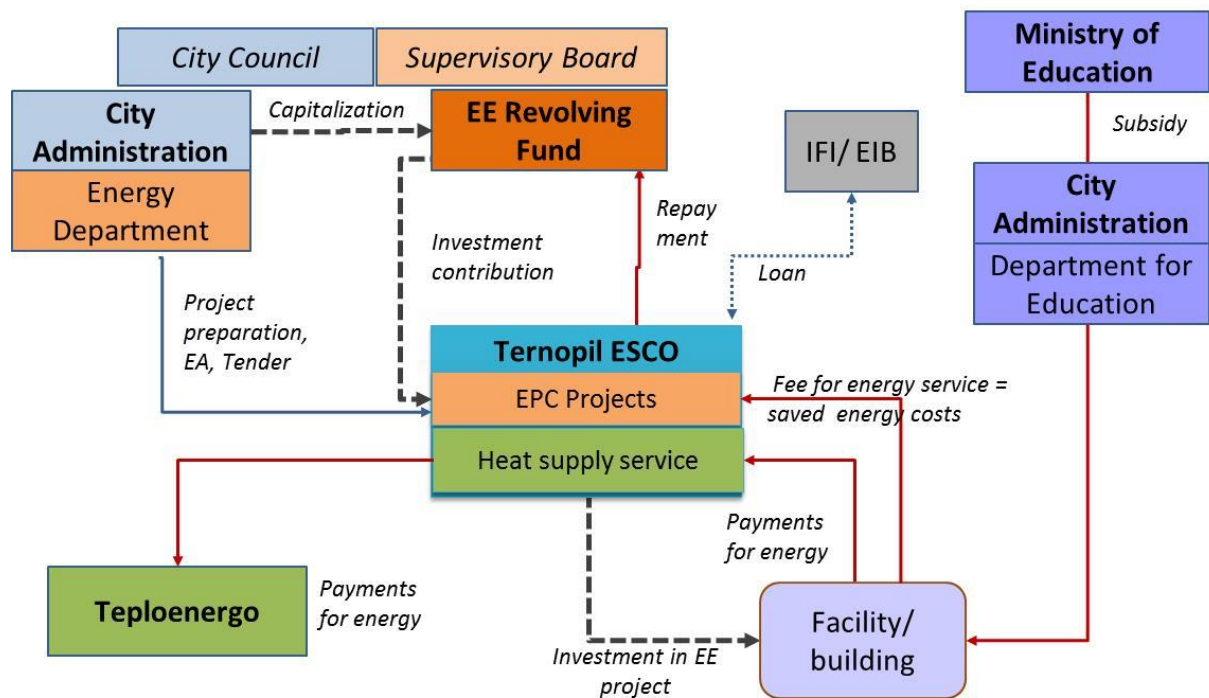 City Council
Supervisory Board
Ministry of
Education
City
Administration
Energy
Department
Capitalization
EE Revolving
Fund
IFI/ EIB
Subsidy
City
Administration
Department for
Education
Repay
ment
Investment
contribution
Loan
Project
preparation,
EA, Tender
Ternopil ESCO
EPC Projects
Heat supply service
Fee for energy service =
saved energy costs
Payments
for energy
Teploenergo
Payments
for energy
Investment in EE
project
Facility/
building